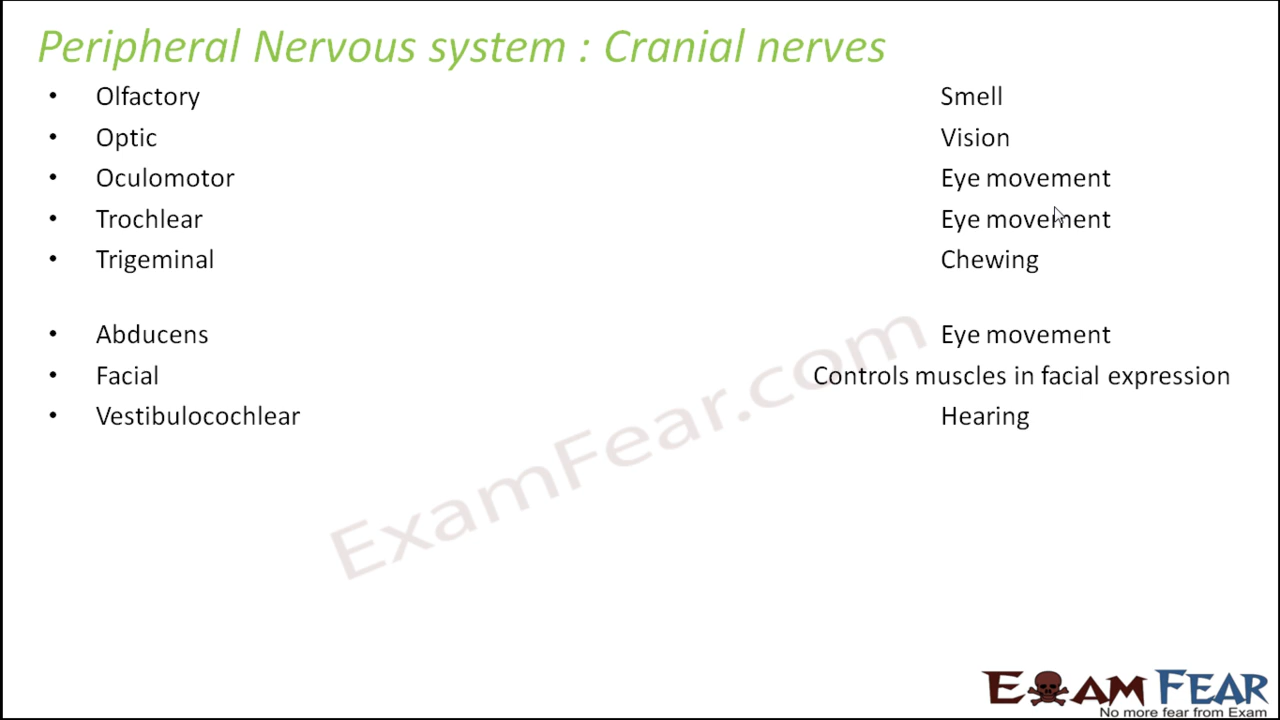 Peripheral Nervous system : Cranial nerves
• Olfactory Smell
• Optic Vision
• Oculomotor Eye movement
• Trochlear Eye movement
• Trigeminal Chewing
• Abducens Eye movement
• Facial Controls muscles in facial expression
• Vestibulocochlear Hearing
ExamFear.com
EXAM FEAR
No more fear from Exam